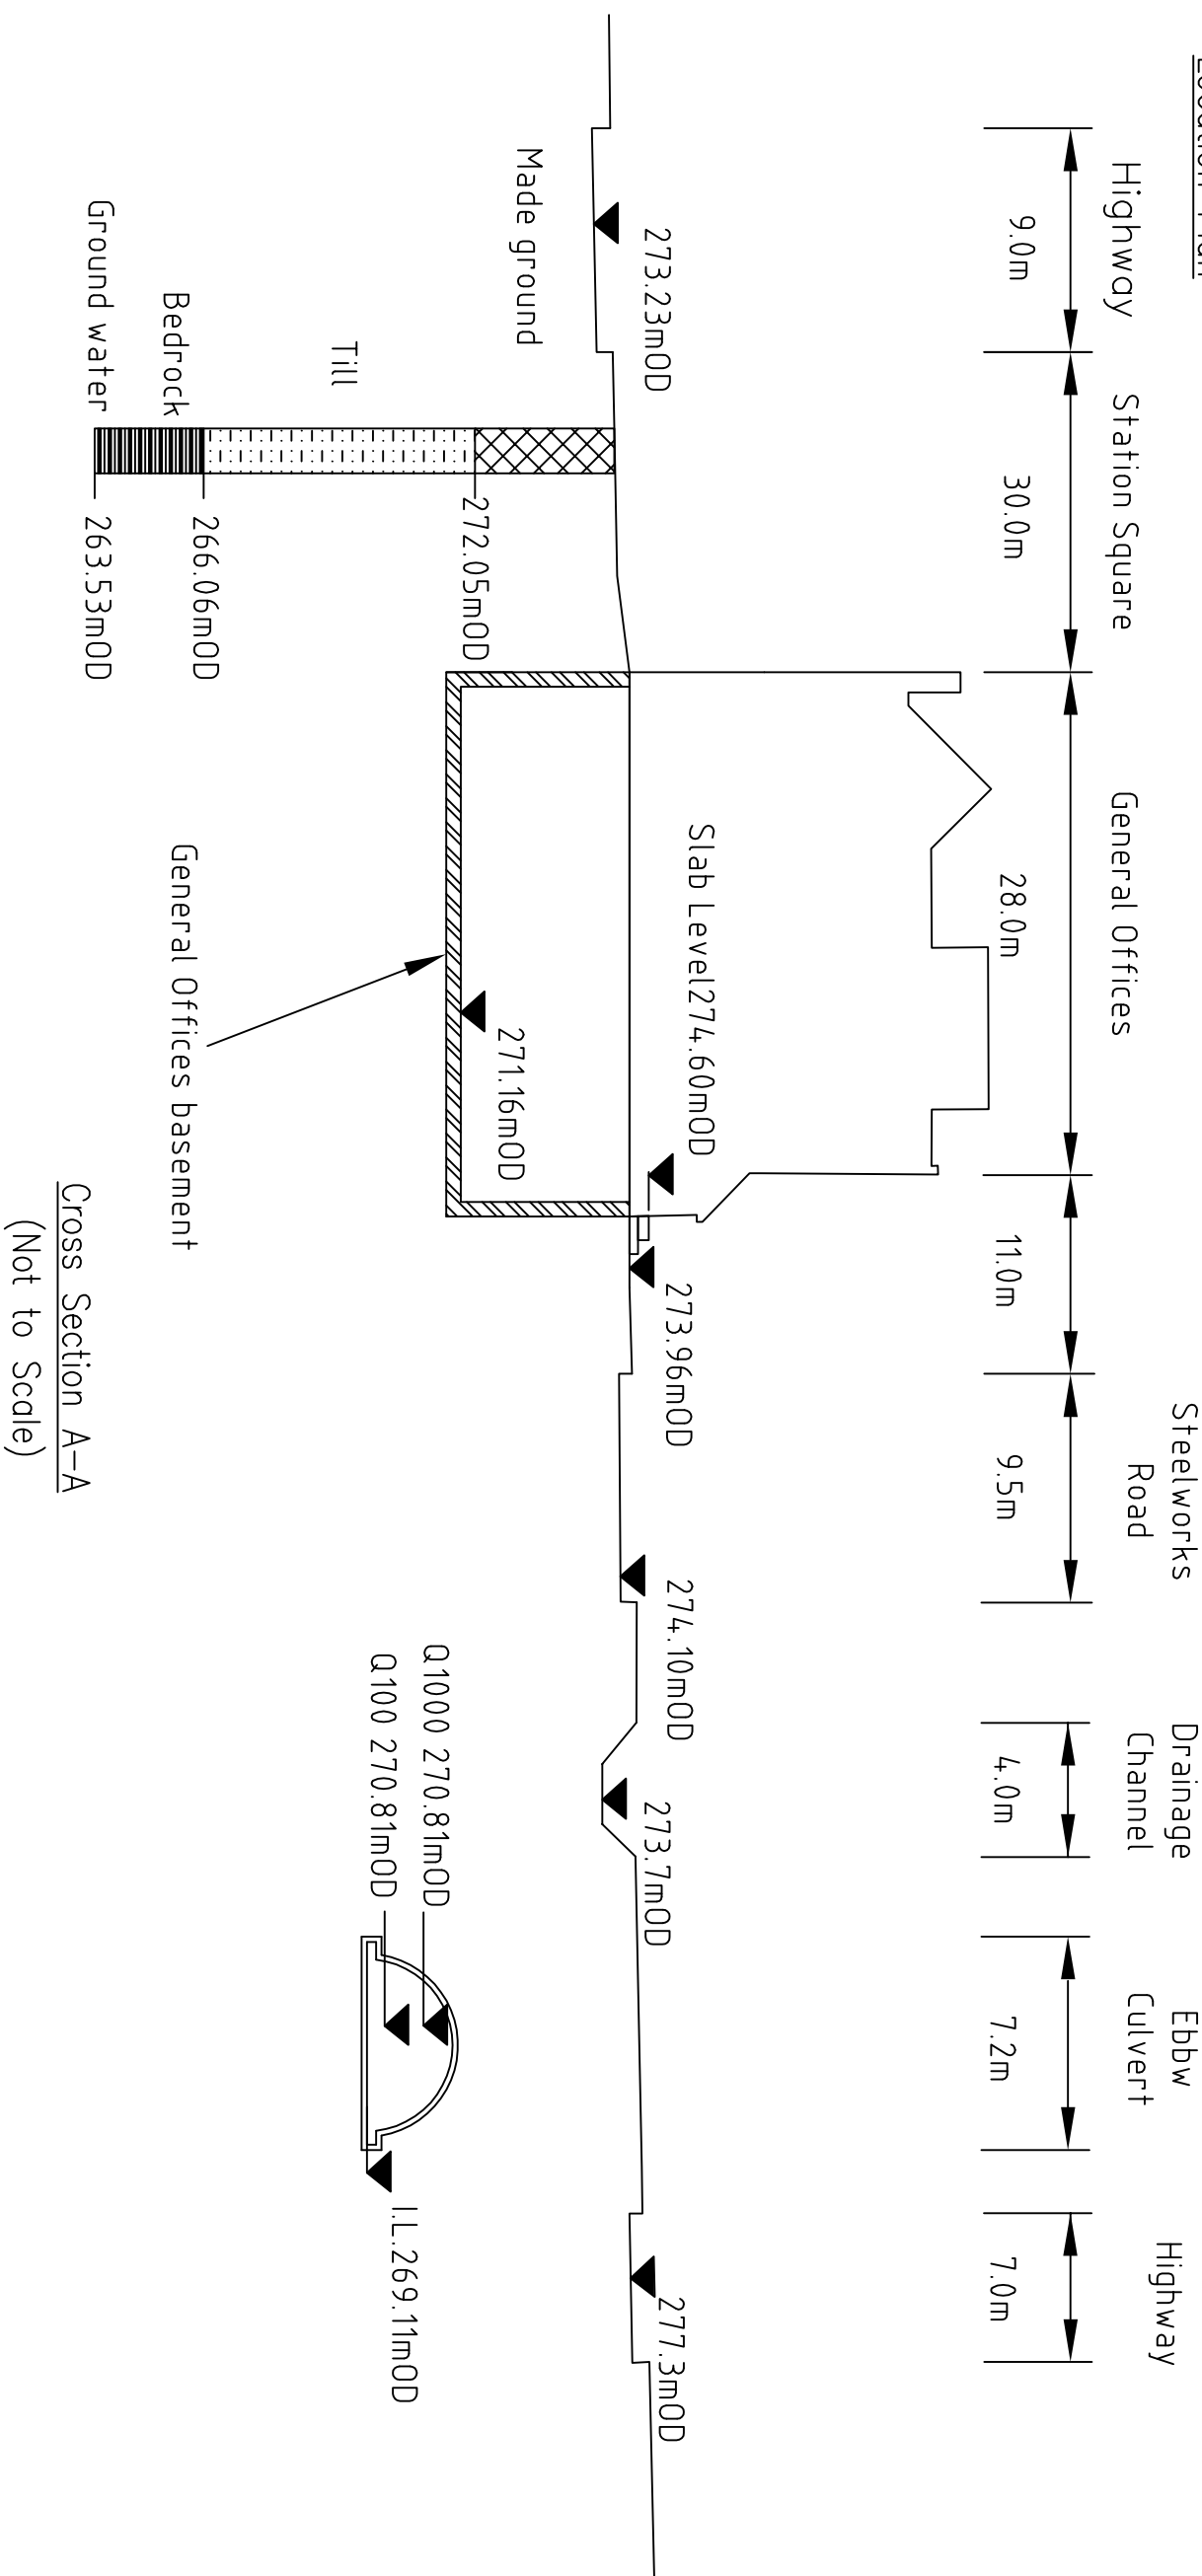 Location Plan
Highway
Station Square
General Offices
Steelworks
Road
Drainage
Channel
Ebbw
Culvert
Highway
9.0m
30.0m
28.0m
11.0m
9.5m
4.0m
7.2m
7.0m
273.23mOD
Slab Level274.60mOD
273.96mOD
274.10mOD
273.7mOD
277.3mOD
Made ground
272.05mOD
271.16mOD
Q1000 270.81mOD
Q100 270.81mOD
I.L.269.11mOD
Till
Bedrock
266.06mOD
General Offices basement
Ground water
263.53mOD
Cross Section A-A
(Not to Scale)